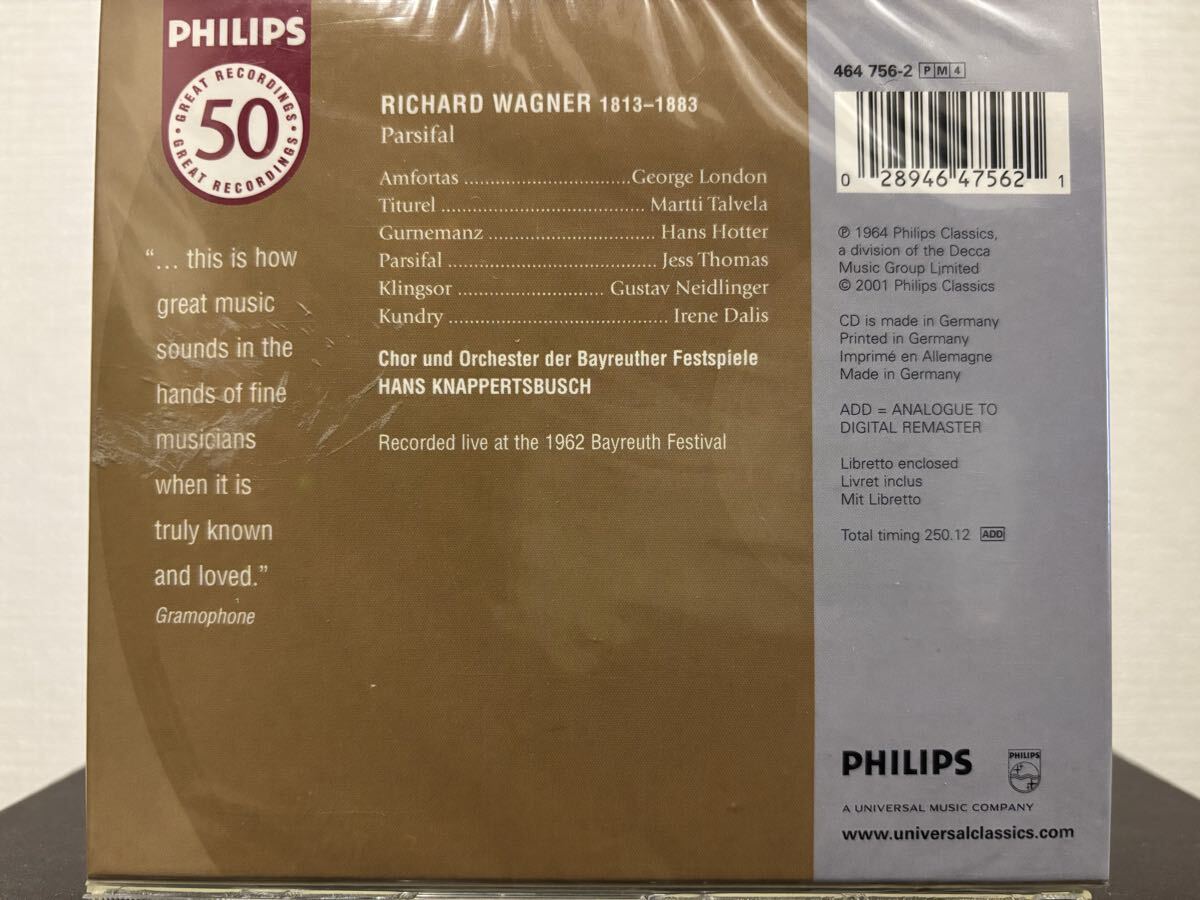 PHILIPS
GREAT RECORDINGS
50
GREAT RECORDINGS
"... this is how
great music
sounds in the
hands of fine
musicians
when it is
truly known
and loved."
Gramophone
RICHARD WAGNER 1813–1883
Parsifal
Amfortas ..............................George London
Titurel ..................................... Martti Talvela
Gurnemanz .............................. Hans Hotter
Parsifal ......................................Jess Thomas
Klingsor .......................... Gustav Neidlinger
Kundry ........................................ Irene Dalis
Chor und Orchester der Bayreuther Festspiele
HANS KNAPPERTSBUSCH
Recorded live at the 1962 Bayreuth Festival
464 756-2 P M 4
0 28946 47562 1
℗ 1964 Philips Classics,
a division of the Decca
Music Group Limited
© 2001 Philips Classics
CD is made in Germany
Printed in Germany
Imprimé en Allemagne
Made in Germany
ADD = ANALOGUE TO
DIGITAL REMASTER
Libretto enclosed
Livret inclus
Mit Libretto
Total timing 250.12 ADD
PHILIPS
PHILIPS
A UNIVERSAL MUSIC COMPANY
www.universalclassics.com